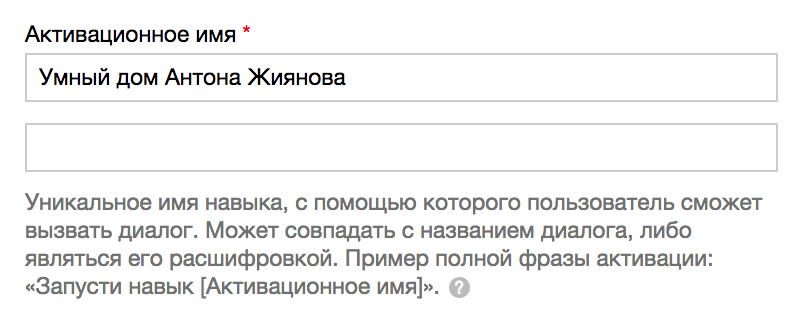 Активационное имя *
Умный дом Антона Жиянова
Уникальное имя навыка, с помощью которого пользователь сможет
вызвать диалог. Может совпадать с названием диалога, либо
являться его расшифровкой. Пример полной фразы активации:
«Запусти навык [Активационное имя]». ?